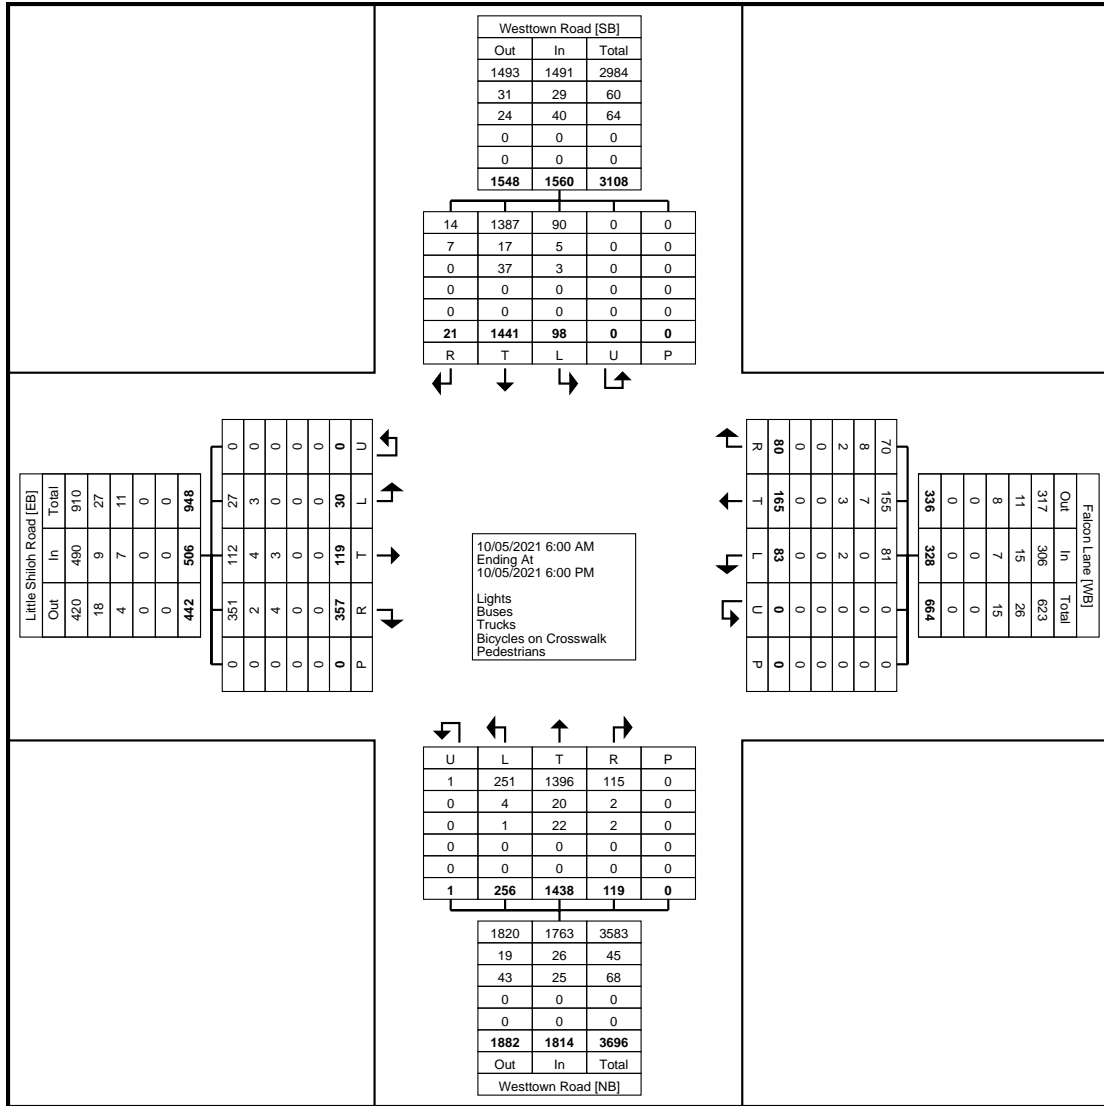 Westtown Road [SB]
Out In Total
1493 1491 2984
31 29 60
24 40 64
0 0 0
0 0 0
1548 1560 3108
14 1387 90 0 0
7 17 5 0 0
0 37 3 0 0
0 0 0 0 0
0 0 0 0 0
21 1441 98 0 0
R T L U P
Little Shiloh Road [EB]
Out In Total
420 490 910
18 9 27
4 7 11
0 0 0
0 0 0
442 506 948
0 351 112 27 0
0 2 4 3 0
0 4 3 0 0
0 0 0 0 0
0 0 0 0 0
0 357 119 30 0
P R T L U
10/05/2021 6:00 AM
Ending At
10/05/2021 6:00 PM
Lights
Buses
Trucks
Bicycles on Crosswalk
Pedestrians
Falcon Lane [WB]
Out In Total
317 306 623
11 15 26
8 7 15
0 0 0
0 0 0
336 328 664
70 155 81 0 0
8 7 0 0 0
2 3 2 0 0
0 0 0 0 0
0 0 0 0 0
80 165 83 0 0
R T L U P
U L T R P
1 251 1396 115 0
0 4 20 2 0
0 1 22 2 0
0 0 0 0 0
0 0 0 0 0
1 256 1438 119 0
1820 1763 3583
19 26 45
43 25 68
0 0 0
0 0 0
1882 1814 3696
Out In Total
Westtown Road [NB]